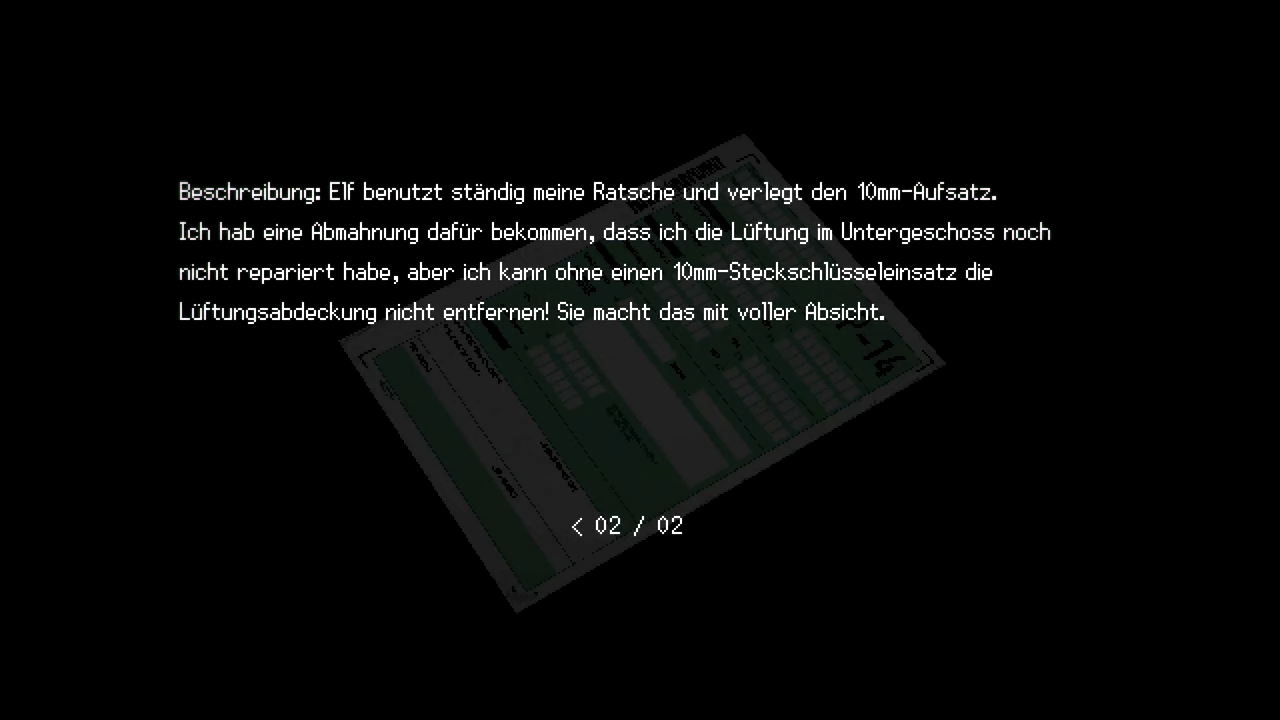 Beschreibung: Elf benutzt ständig meine Ratsche und verlegt den 10mm-Aufsatz.
Ich hab eine Abmahnung dafür bekommen, dass ich die Lüftung im Untergeschoss noch
nicht repariert habe, aber ich kann ohne einen 10mm-Steckschlüsseleinsatz die
Lüftungsabdeckung nicht entfernen! Sie macht das mit voller Absicht.
< 02 / 02